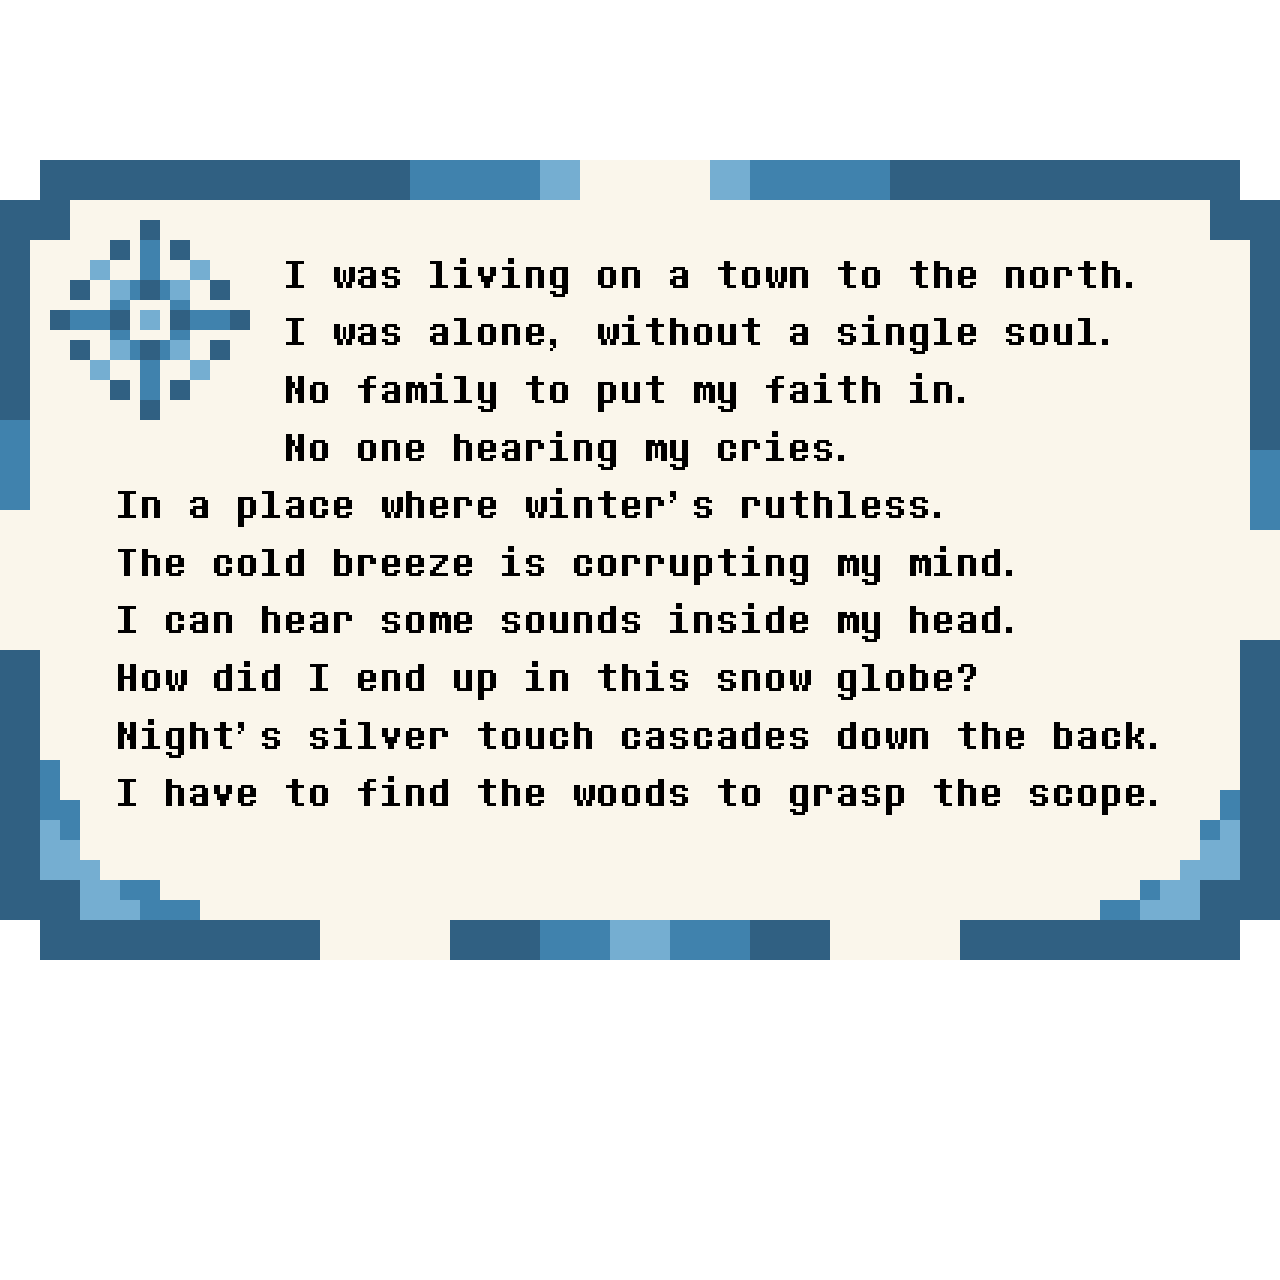 I was living on a town to the north.
I was alone, without a single soul.
No family to put my faith in.
No one hearing my cries.
In a place where winter's ruthless.
The cold breeze is corrupting my mind.
I can hear some sounds inside my head.
How did I end up in this snow globe?
Night's silver touch cascades down the back.
I have to find the woods to grasp the scope.